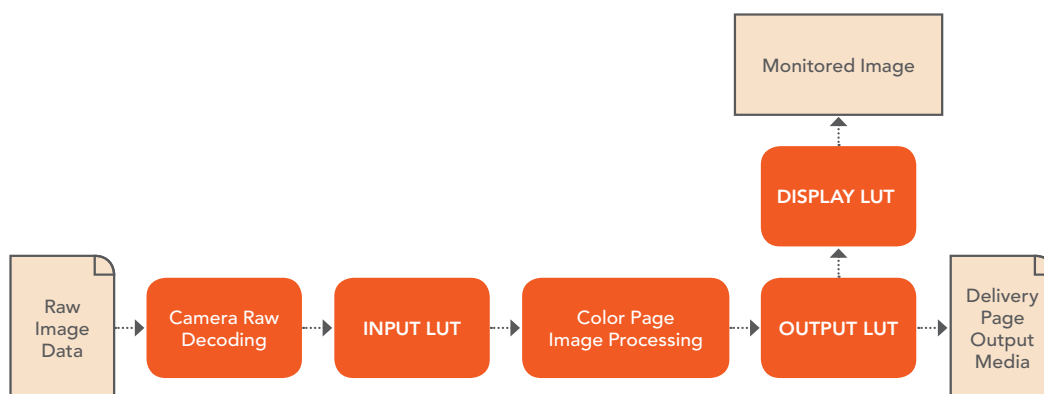 Monitored Image
DISPLAY LUT
Raw
Image
Data
Camera Raw
Decoding
INPUT LUT
Color Page
Image Processing
OUTPUT LUT
Delivery
Page
Output
Media